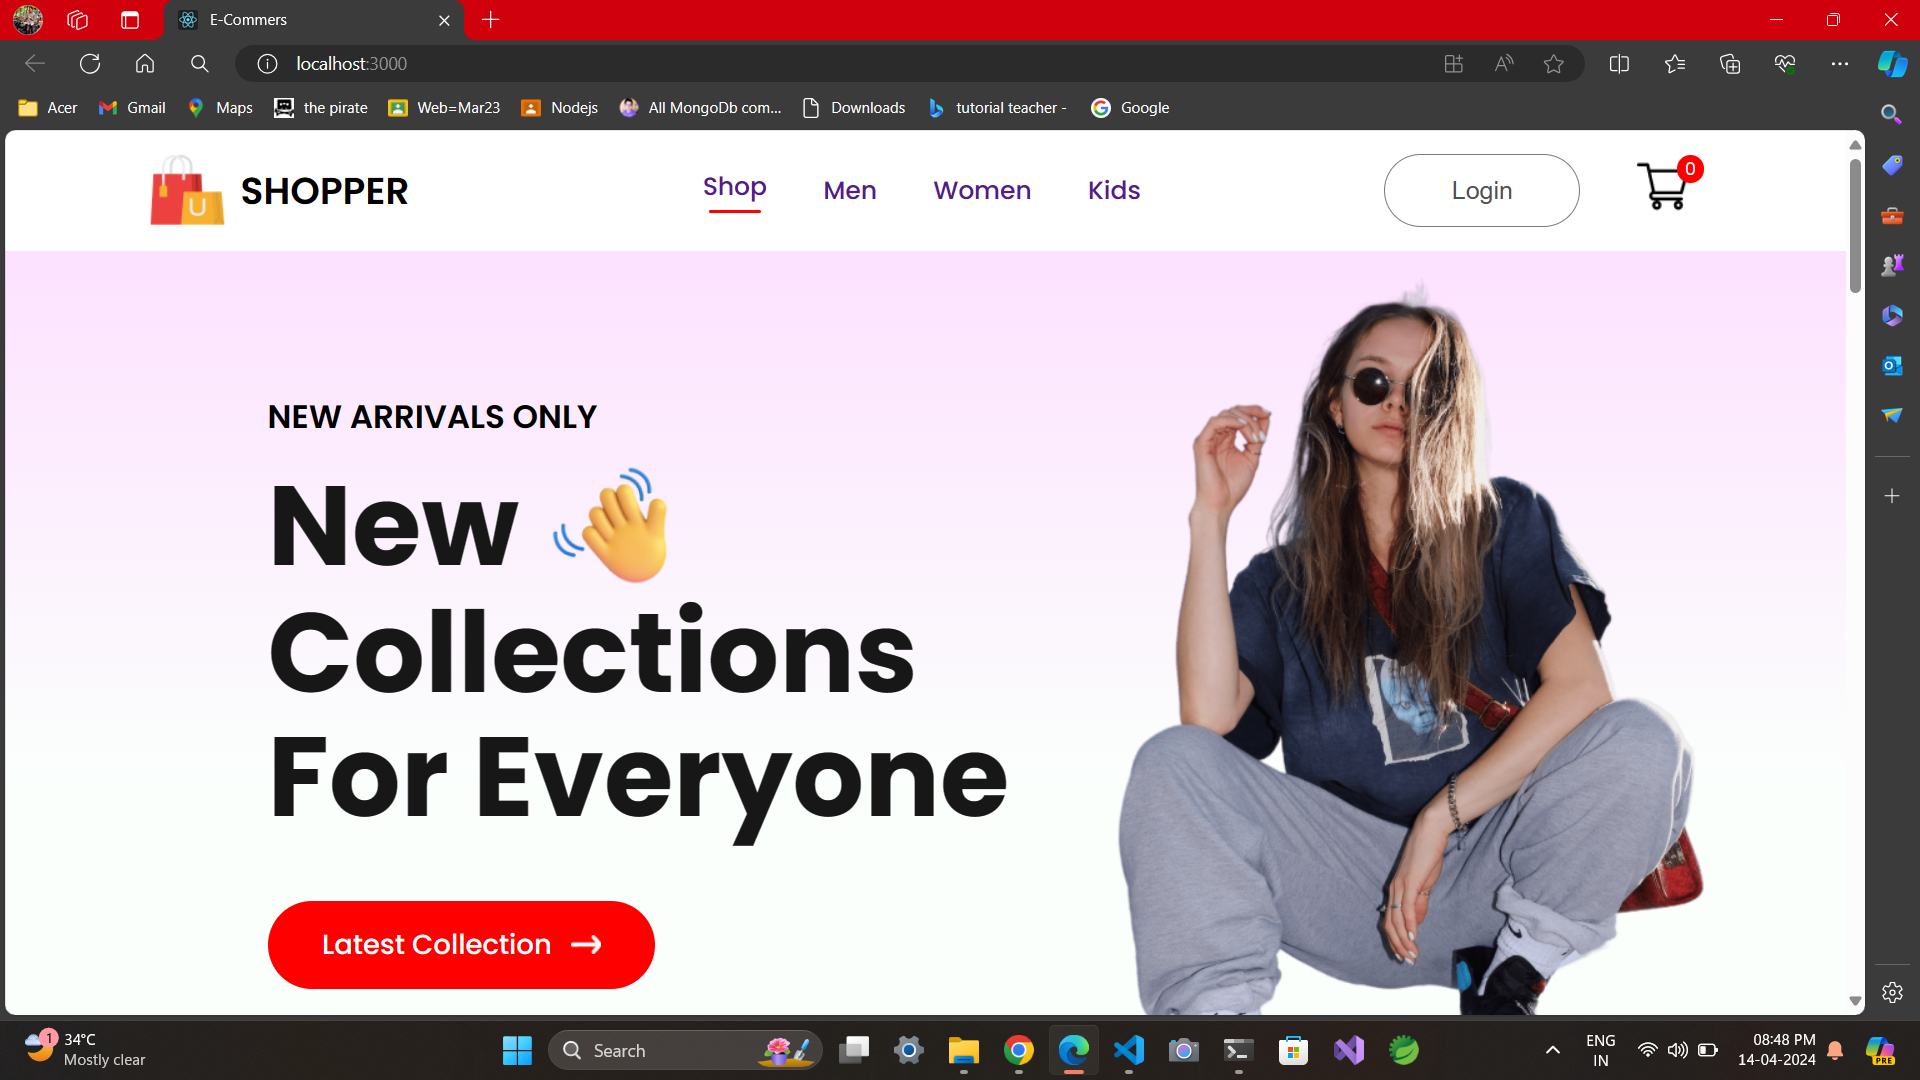 E-Commers
localhost:3000
Acer
Gmail
Maps
the pirate
Web=Mar23
Nodejs
All MongoDb com...
Downloads
tutorial teacher -
Google
SHOPPER
Shop
Men
Women
Kids
Login
0
NEW ARRIVALS ONLY
New
Collections
For Everyone
Latest Collection
1
34°C
Mostly clear
Search
ENG
IN
08:48 PM
14-04-2024
PRE